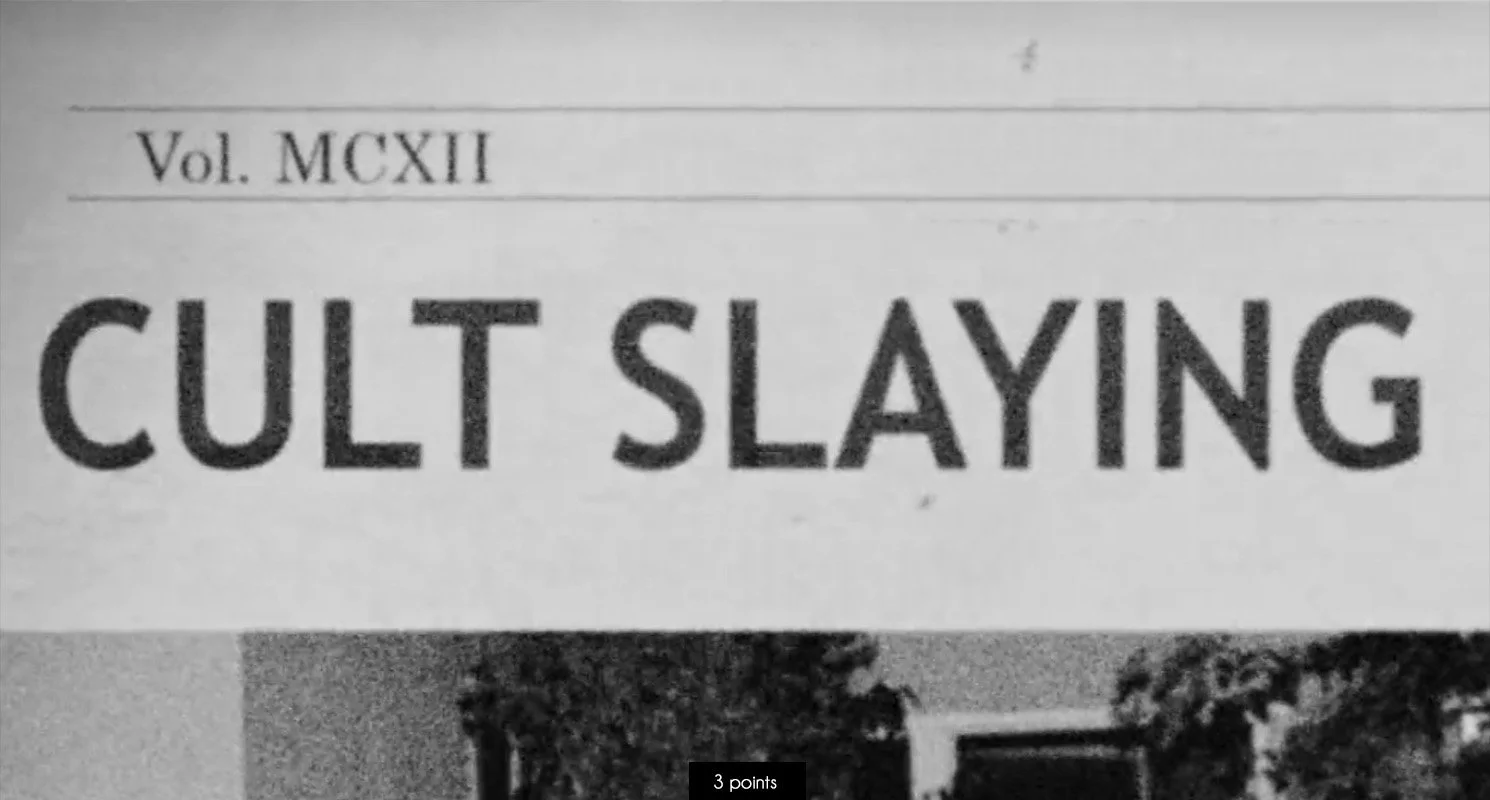 Vol. MCXII
CULT SLAYING
3 points